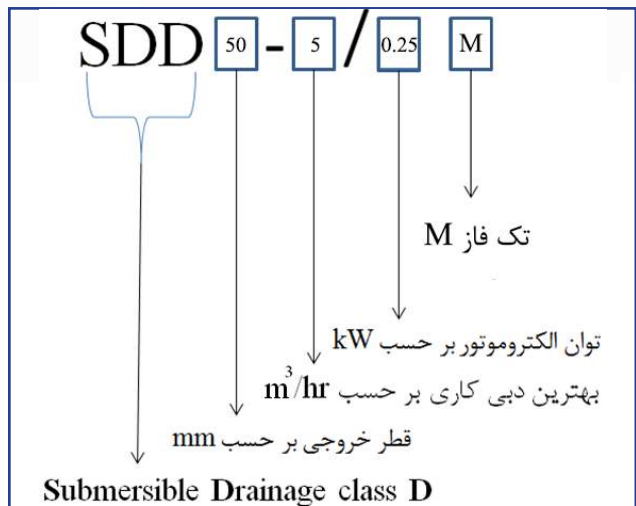 SDD 50 - 5 / 0.25 M
تک فاز M
توان الکتروموتور بر حسب kW
بهترین دبی کاری بر حسب m³/hr
قطر خروجی بر حسب mm
Submersible Drainage class D